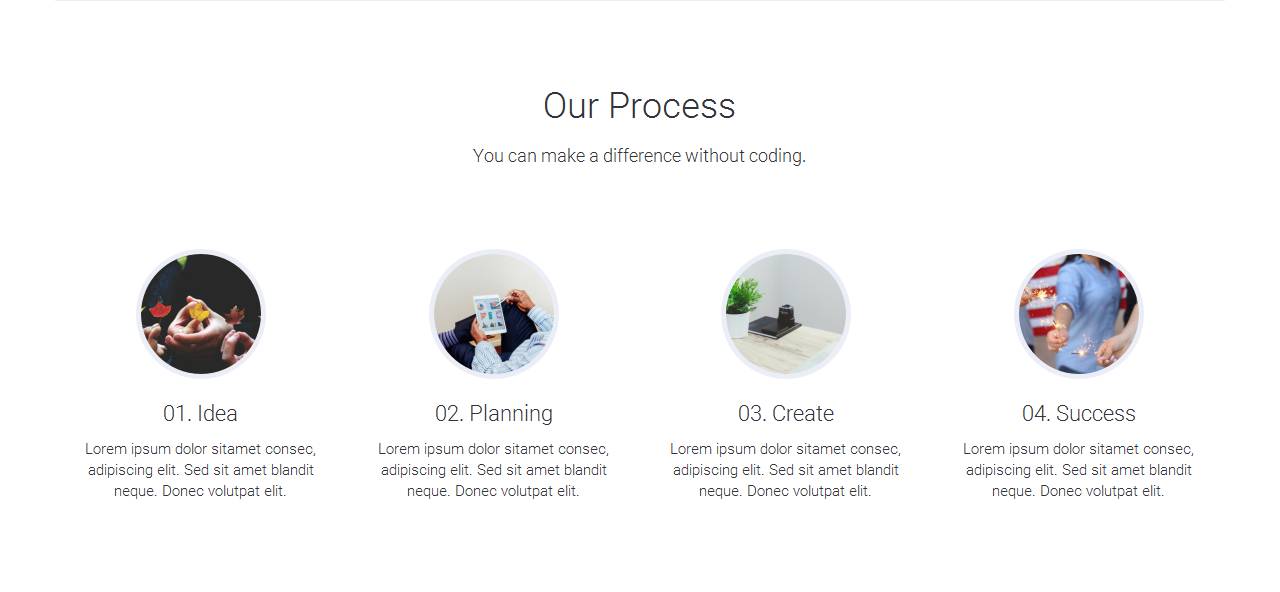 Our Process
You can make a difference without coding.
01. Idea
Lorem ipsum dolor sitamet consec,
adipiscing elit. Sed sit amet blandit
neque. Donec volutpat elit.
02. Planning
Lorem ipsum dolor sitamet consec,
adipiscing elit. Sed sit amet blandit
neque. Donec volutpat elit.
03. Create
Lorem ipsum dolor sitamet consec,
adipiscing elit. Sed sit amet blandit
neque. Donec volutpat elit.
04. Success
Lorem ipsum dolor sitamet consec,
adipiscing elit. Sed sit amet blandit
neque. Donec volutpat elit.